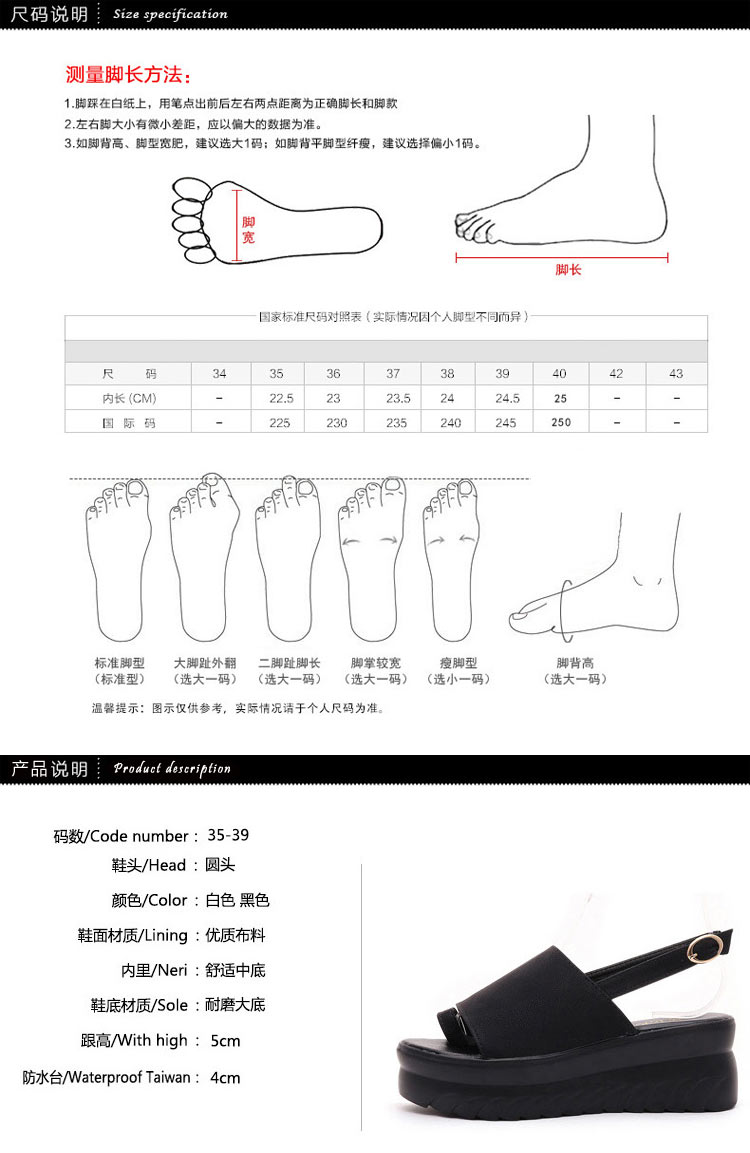 尺码说明 Size specification
测量脚长方法：
1.脚踩在白纸上，用笔点出前后左右两点距离为正确脚长和脚款
2.左右脚大小有微小差距，应以偏大的数据为准。
3.如脚背高、脚型宽肥，建议选大1码；如脚背平脚型纤瘦，建议选择偏小1码。
脚宽
脚长
国家标准尺码对照表（实际情况因个人脚型不同而异）
尺 码 34 35 36 37 38 39 40 42 43
内长(CM) – 22.5 23 23.5 24 24.5 25 – –
国 际 码 – 225 230 235 240 245 250 – –
标准脚型 大脚趾外翻 二脚趾脚长 脚掌较宽 瘦脚型 脚背高
（标准型） （选大一码） （选大一码） （选大一码） （选小一码） （选大一码）
温馨提示：图示仅供参考，实际情况请于个人尺码为准。
产品说明 Product description
码数/Code number： 35-39
鞋头/Head ：圆头
颜色/Color ：白色 黑色
鞋面材质/Lining ：优质布料
内里/Neri ：舒适中底
鞋底材质/Sole ：耐磨大底
跟高/With high ： 5cm
防水台/Waterproof Taiwan： 4cm